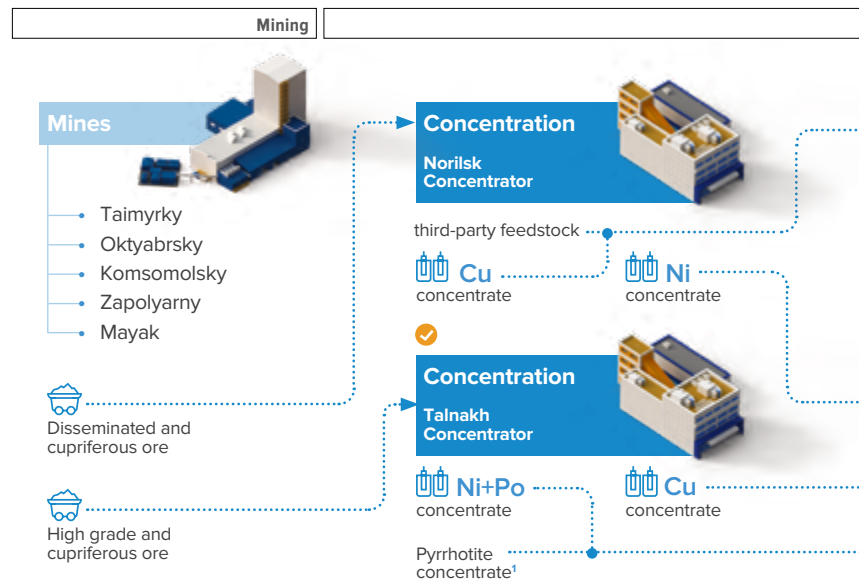 Mining
Mines
Taimyrky
Oktyabrsky
Komsomolsky
Zapolyarny
Mayak
Disseminated and
cupriferous ore
High grade and
cupriferous ore
Concentration
Norilsk
Concentrator
third-party feedstock
Cu
concentrate
Ni
concentrate
Concentration
Talnakh
Concentrator
Ni+Po
concentrate
Cu
concentrate
Pyrrhotite
concentrate¹